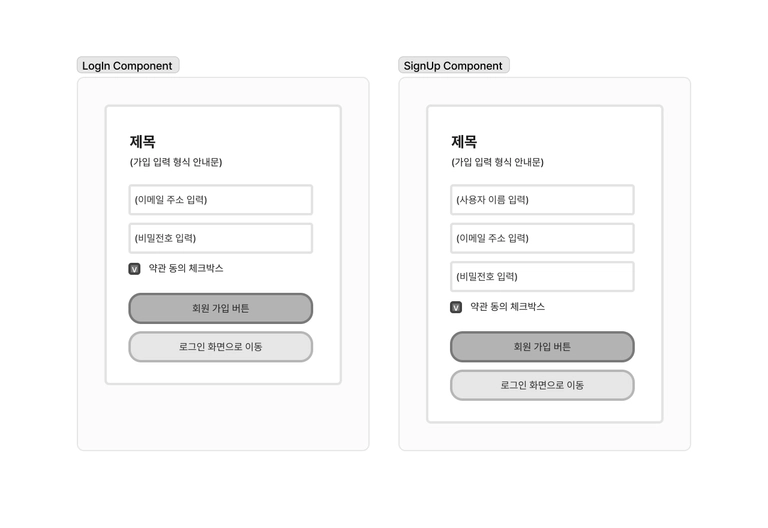 LogIn Component
제목
(가입 입력 형식 안내문)
(이메일 주소 입력)
(비밀전호 입력)
V 약관 동의 체크박스
회원 가입 버튼
로그인 화면으로 이동
SignUp Component
제목
(가입 입력 형식 안내문)
(사용자 이름 입력)
(이메일 주소 입력)
(비밀전호 입력)
V 약관 동의 체크박스
회원 가입 버튼
로그인 화면으로 이동